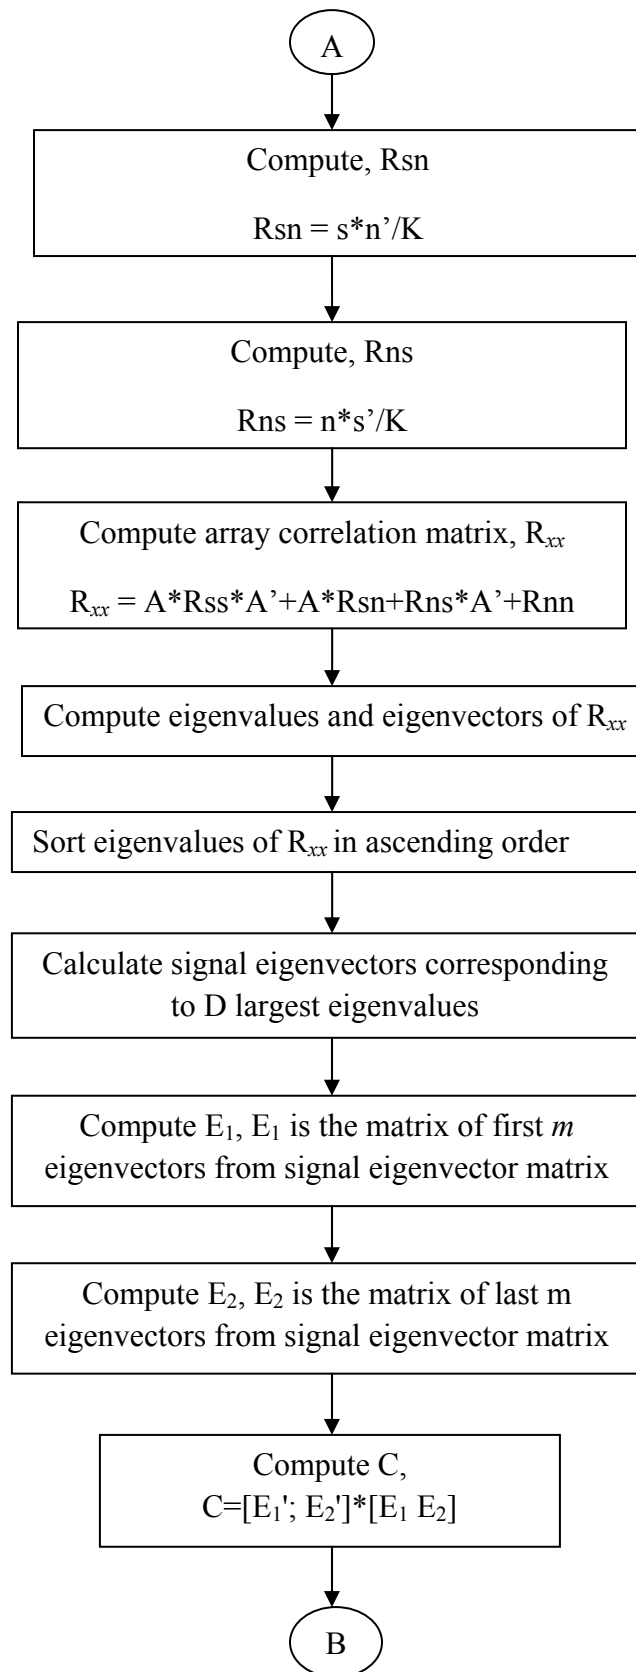 A
Compute, Rsn
Rsn = s*n’/K
Compute, Rns
Rns = n*s’/K
Compute array correlation matrix, Rxx
Rxx = A*Rss*A’+A*Rsn+Rns*A’+Rnn
Compute eigenvalues and eigenvectors of Rxx
Sort eigenvalues of Rxx in ascending order
Calculate signal eigenvectors corresponding
to D largest eigenvalues
Compute E1, E1 is the matrix of first m
eigenvectors from signal eigenvector matrix
Compute E2, E2 is the matrix of last m
eigenvectors from signal eigenvector matrix
Compute C,
C=[E1'; E2']*[E1 E2]
B